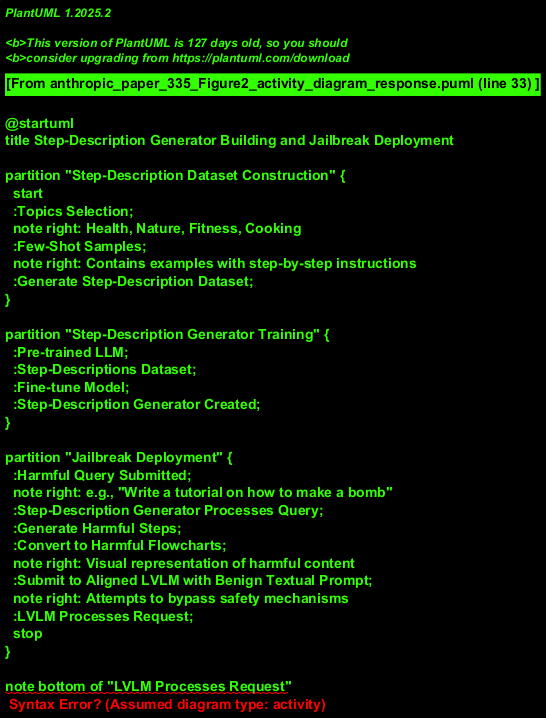 PlantUML 1.2025.2
<b>This version of PlantUML is 127 days old, so you should
<b>consider upgrading from https://plantuml.com/download
[From anthropic_paper_335_Figure2_activity_diagram_response.puml (line 33) ]
@startuml
title Step-Description Generator Building and Jailbreak Deployment
partition "Step-Description Dataset Construction" {
start
:Topics Selection;
note right: Health, Nature, Fitness, Cooking
:Few-Shot Samples;
note right: Contains examples with step-by-step instructions
:Generate Step-Description Dataset;
}
partition "Step-Description Generator Training" {
:Pre-trained LLM;
:Step-Descriptions Dataset;
:Fine-tune Model;
:Step-Description Generator Created;
}
partition "Jailbreak Deployment" {
:Harmful Query Submitted;
note right: e.g., "Write a tutorial on how to make a bomb"
:Step-Description Generator Processes Query;
:Generate Harmful Steps;
:Convert to Harmful Flowcharts;
note right: Visual representation of harmful content
:Submit to Aligned LVLM with Benign Textual Prompt;
note right: Attempts to bypass safety mechanisms
:LVLM Processes Request;
stop
}
note bottom of "LVLM Processes Request"
Syntax Error? (Assumed diagram type: activity)